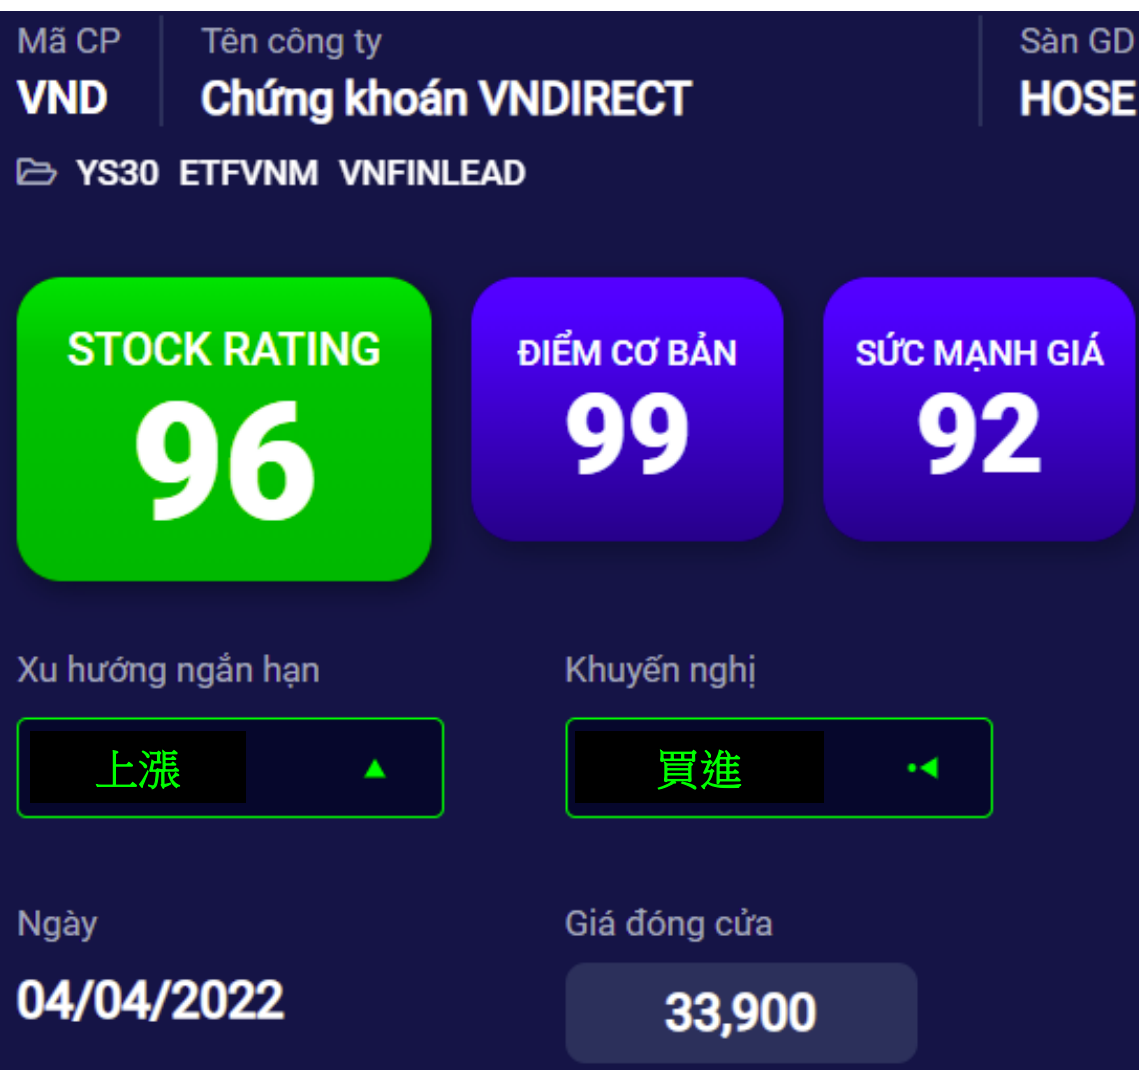 Mã CP Tên công ty Sàn GD
VND Chứng khoán VNDIRECT HOSE
YS30 ETFVNM VNFINLEAD
STOCK RATING ĐIỂM CƠ BẢN SỨC MẠNH GIÁ
96 99 92
Xu hướng ngắn hạn Khuyến nghị
上漲 買進
Ngày Giá đóng cửa
04/04/2022 33,900